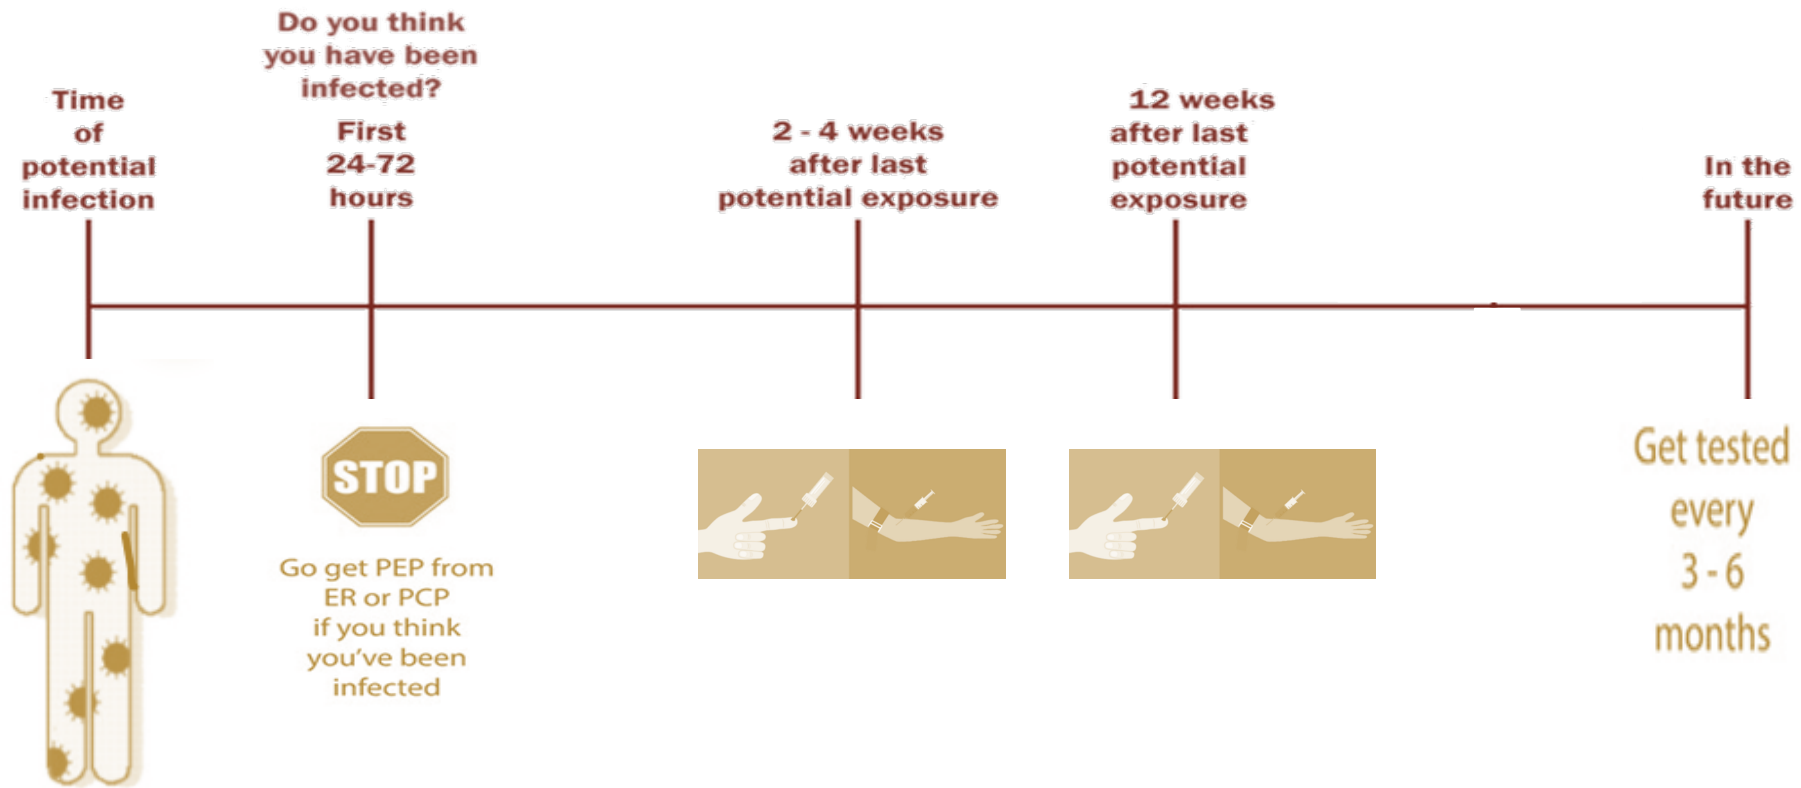 Time
of
potential
infection
Do you think
you have been
infected?
First
24-72
hours
2 - 4 weeks
after last
potential exposure
12 weeks
after last
potential
exposure
In the
future
STOP
Go get PEP from
ER or PCP
if you think
you've been
infected
Get tested
every
3 - 6
months